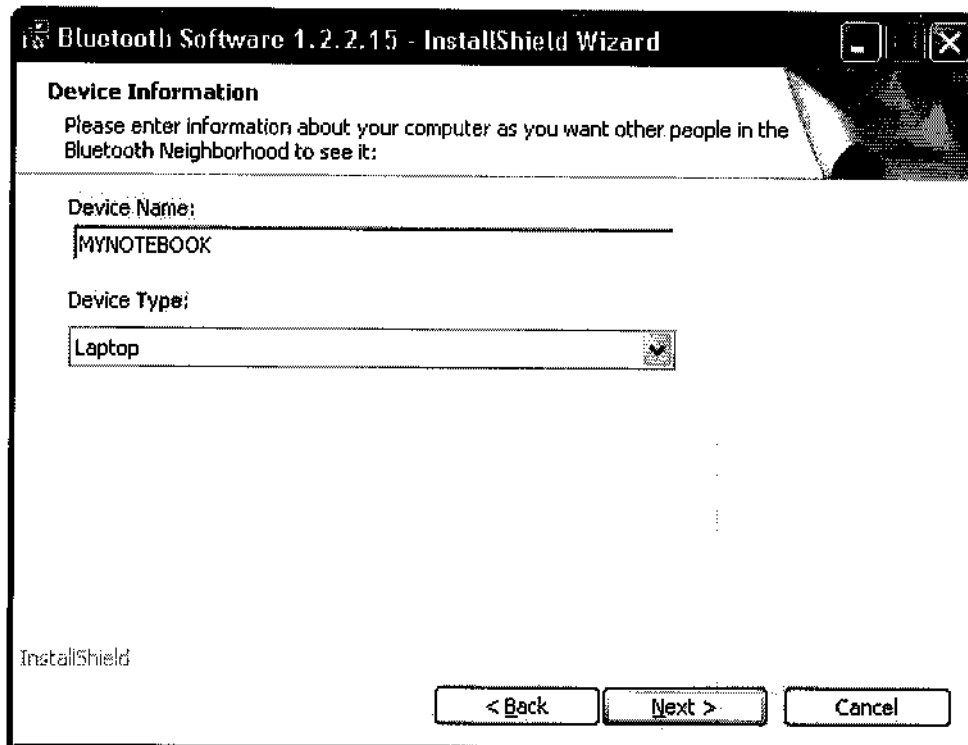 Bluetooth Software 1.2.2.15 - InstallShield Wizard
Device Information
Please enter information about your computer as you want other people in the
Bluetooth Neighborhood to see it:
Device Name:
MYNOTEBOOK
Device Type:
Laptop
InstallShield
< Back
Next >
Cancel